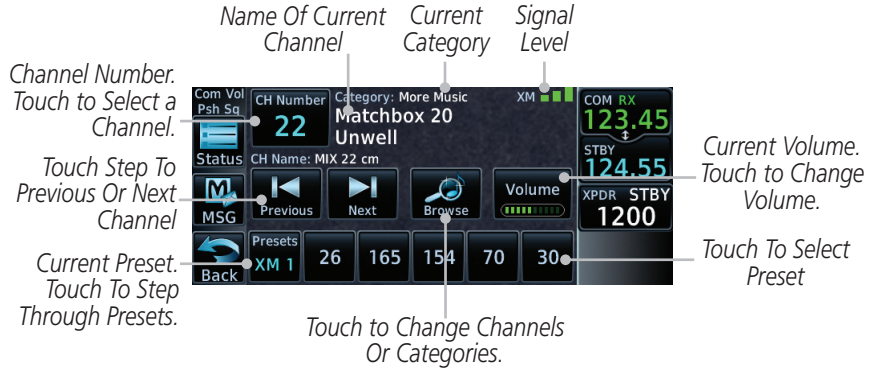 Name Of Current
Channel
Current
Category
Signal
Level
Channel Number.
Touch to Select a
Channel.
Touch Step To
Previous Or Next
Channel
Current Preset.
Touch To Step
Through Presets.
Com Vol
Psh Sq
Status
MSG
Back
CH Number
22
Category: More Music
XM
Matchbox 20
Unwell
CH Name: MIX 22 cm
Previous
Next
Browse
Volume
Presets
XM 1
26
165
154
70
30
COM RX
123.45
STBY
124.55
XPDR STBY
1200
Current Volume.
Touch to Change
Volume.
Touch To Select
Preset
Touch to Change Channels
Or Categories.